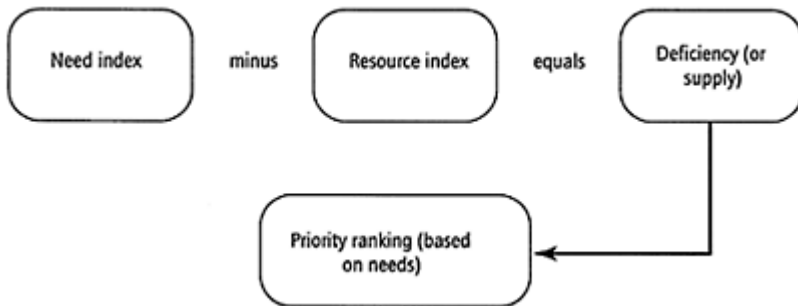 Need index
minus
Resource index
equals
Deficiency (or
supply)
Priority ranking (based
on needs)